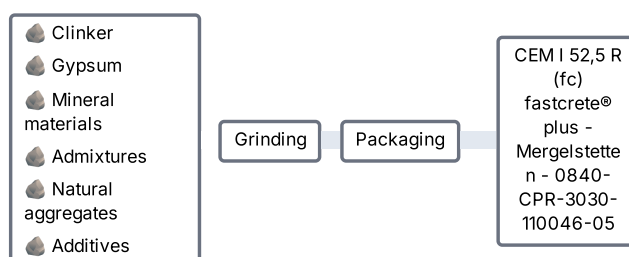 Clinker
Gypsum
Mineral
materials
Admixtures
Natural
aggregates
Additives
Grinding
Packaging
CEM I 52,5 R
(fc)
fastcrete®
plus -
Mergelstette
n - 0840-
CPR-3030-
110046-05